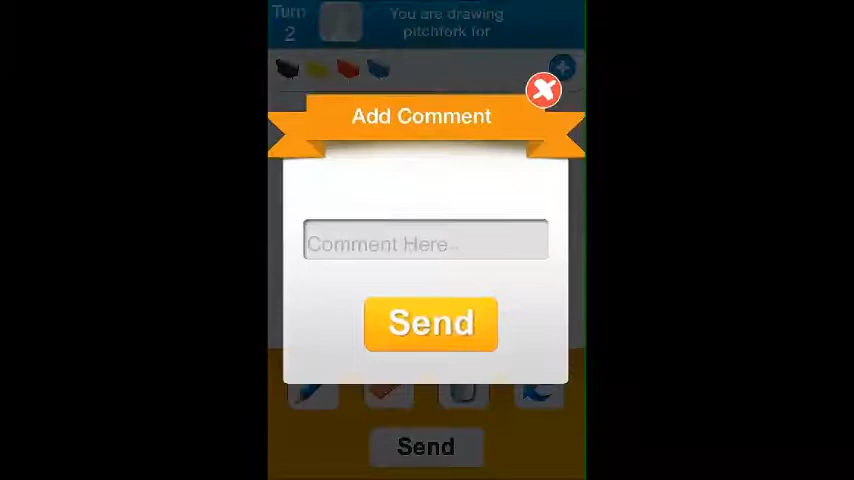 Turn
2
You are drawing
pitchfork for
Add Comment
Comment Here
Send
Send